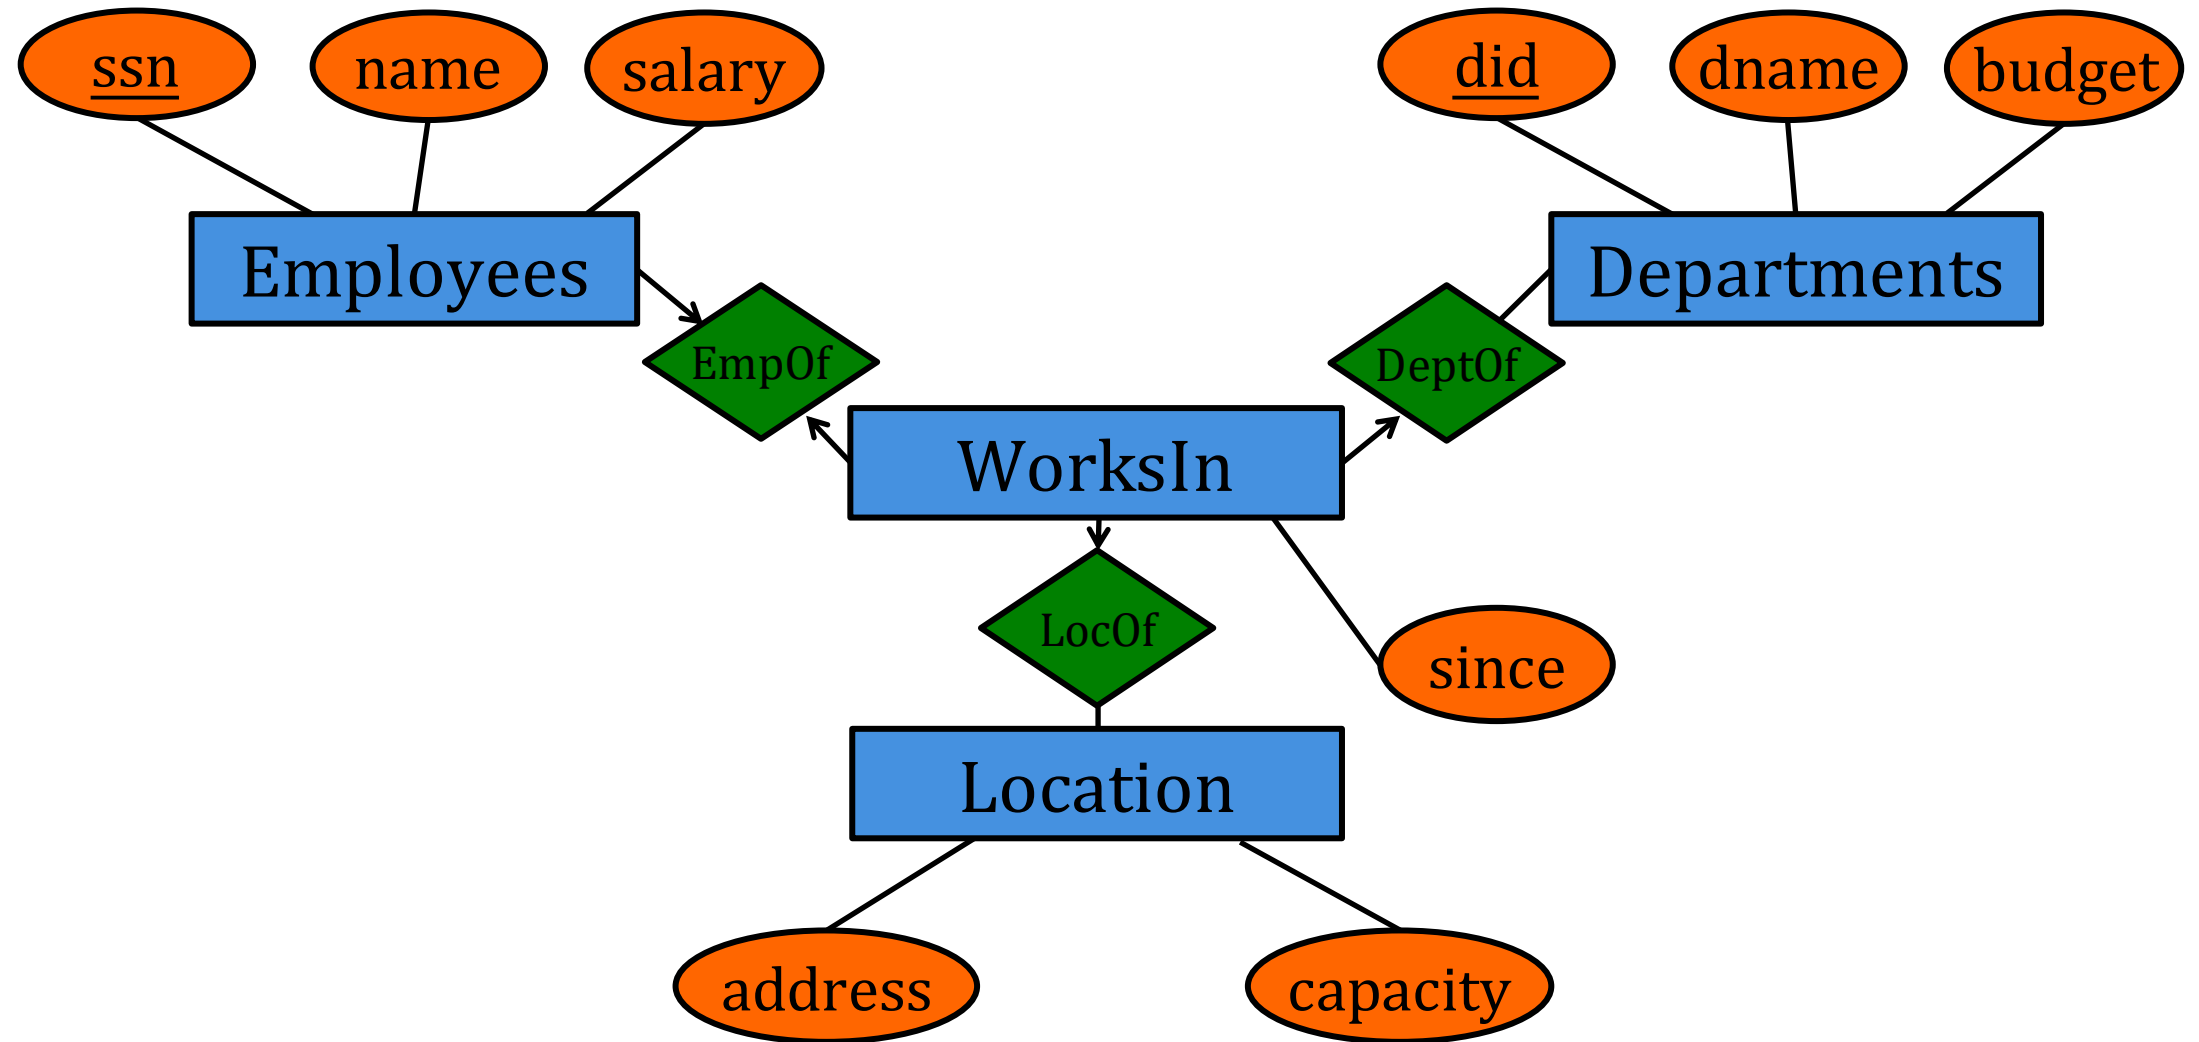 ssn
name
salary
did
dname
budget
Employees
Departments
EmpOf
DeptOf
WorksIn
LocOf
since
Location
address
capacity